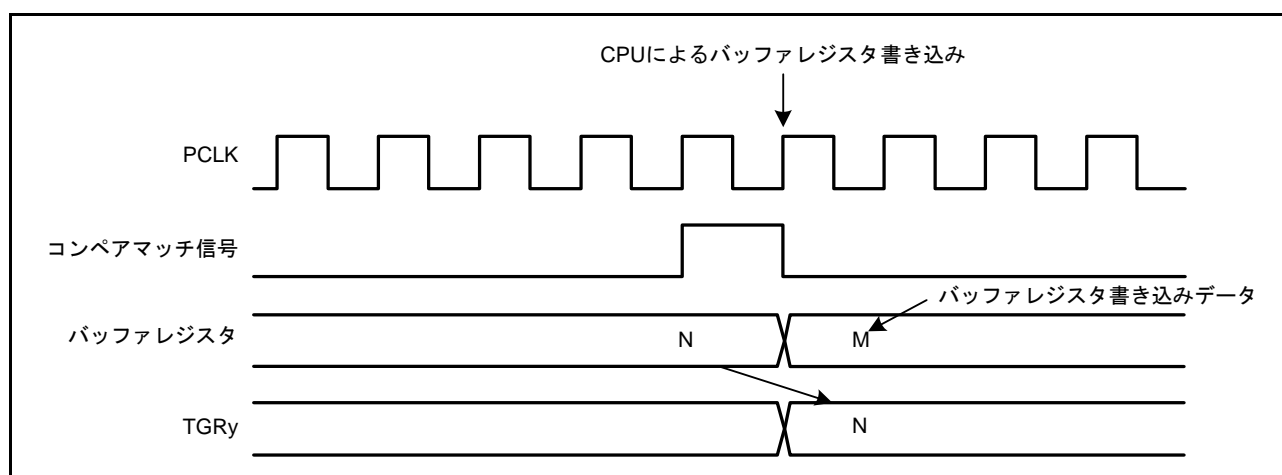 CPUによるバッファレジスタ書き込み
PCLK
コンペアマッチ信号
バッファレジスタ書き込みデータ
バッファレジスタ
N
M
TGRy
N